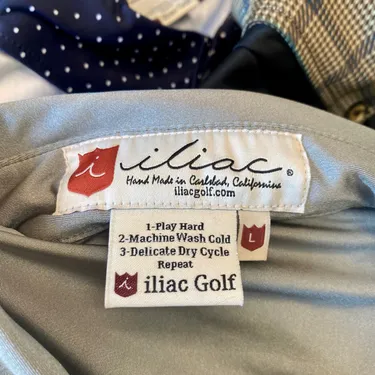 i iliac®
Hand Made in Carlsbad, California
iliacgolf.com
1-Play Hard
2-Machine Wash Cold
3-Delicate Dry Cycle
Repeat
i iliac Golf
L